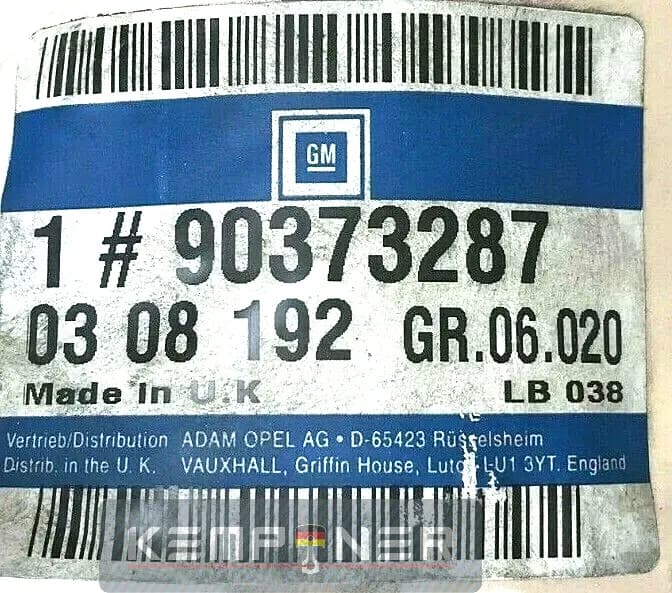 GM
1 # 90373287
03 08 192 GR.06.020
Made in U.K LB 038
Vertrieb/Distribution ADAM OPEL AG • D-65423 Rüsselsheim
Distrib. in the U. K. VAUXHALL, Griffin House, Luton LU1 3YT. England
KEMPONER